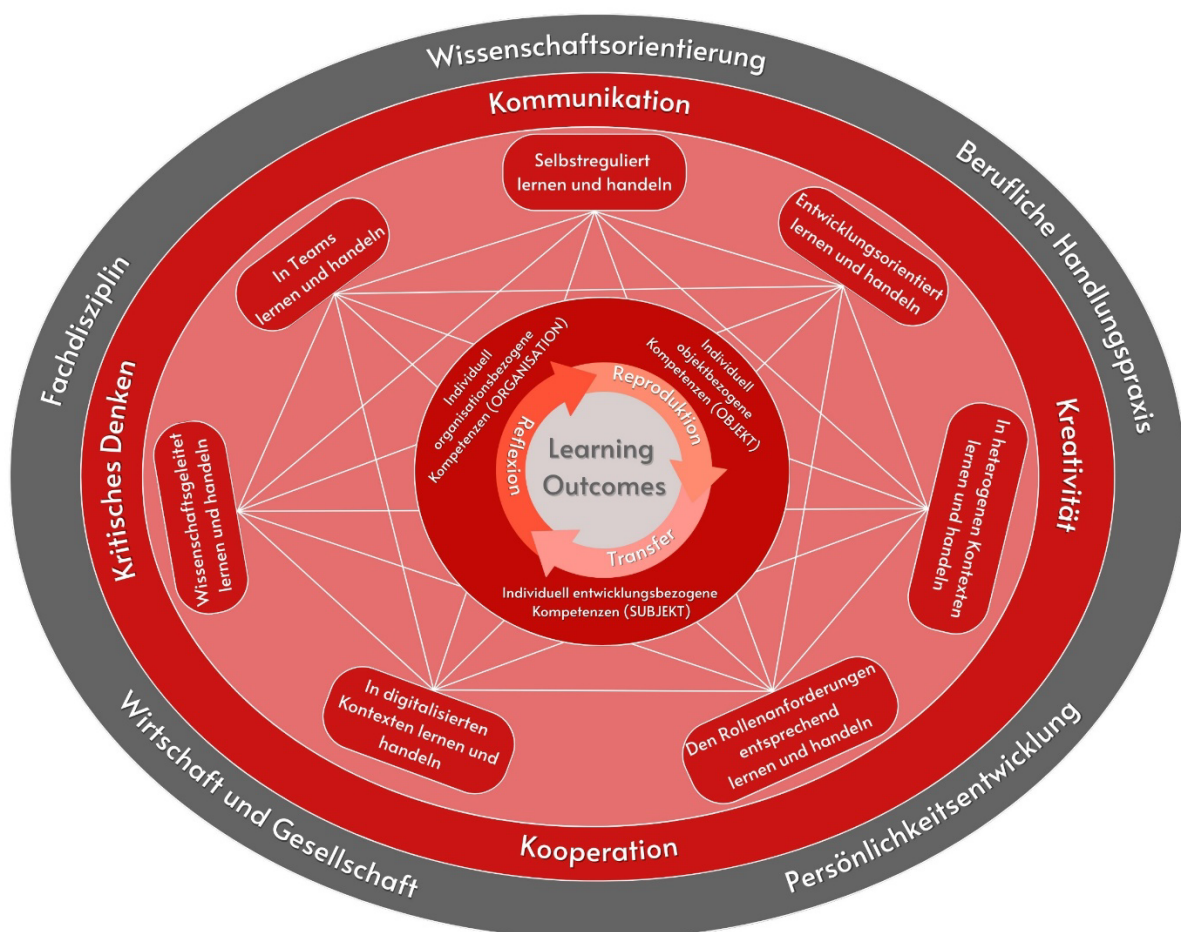 Wissenschaftsorientierung
Berufliche Handlungspraxis
Persönlichkeitsentwicklung
Wirtschaft und Gesellschaft
Fachdisziplin
Kommunikation
Kreativität
Kooperation
Kritisches Denken
Selbstreguliert
lernen und handeln
Entwicklungsorientiert
lernen und handeln
In heterogenen Kontexten
lernen und handeln
Den Rollenanforderungen
entsprechend
lernen und handeln
In digitalisierten
Kontexten lernen und
handeln
Wissenschaftsgeleitet
lernen und handeln
In Teams
lernen und handeln
Individuell
organisationsbezogene
Kompetenzen (ORGANISATION)
Individuell
objektbezogene
Kompetenzen (OBJEKT)
Individuell entwicklungsbezogene
Kompetenzen (SUBJEKT)
Reproduktion
Transfer
Reflexion
Learning
Outcomes